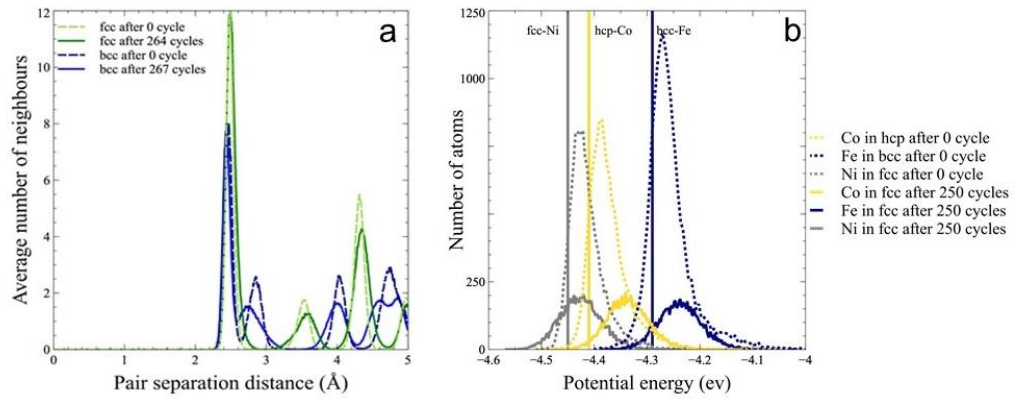 a
fcc after 0 cycle
fcc after 264 cycles
bcc after 0 cycle
bcc after 267 cycles
Average number of neighbours
12
10
8
6
4
2
0
0 1 2 3 4 5
Pair separation distance (Å)
b
fcc-Ni hcp-Co bcc-Fe
Number of atoms
1250
1000
250
0
−4.6 −4.5 −4.4 −4.3 −4.2 −4.1 −4
Potential energy (ev)
Co in hcp after 0 cycle
Fe in bcc after 0 cycle
Ni in fcc after 0 cycle
Co in fcc after 250 cycles
Fe in fcc after 250 cycles
Ni in fcc after 250 cycles